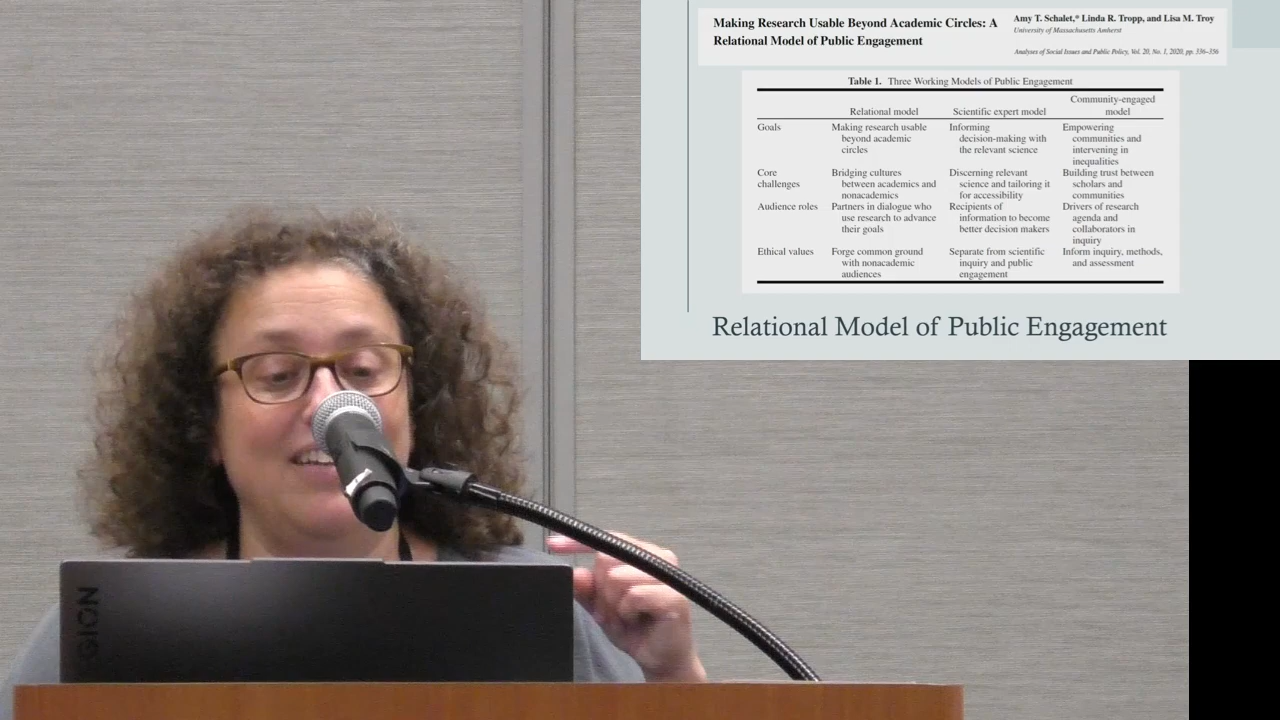 Making Research Usable Beyond Academic Circles: A
Relational Model of Public Engagement
Amy T. Schalet,* Linda R. Tropp, and Lisa M. Troy
University of Massachusetts Amherst
Analyses of Social Issues and Public Policy, Vol. 20, No. 1, 2020, pp. 336–356
Table 1. Three Working Models of Public Engagement
Relational model
Scientific expert model
Community-engaged
model
Goals
Making research usable
beyond academic
circles
Informing
decision-making with
the relevant science
Empowering
communities and
intervening in
inequalities
Core
challenges
Bridging cultures
between academics and
nonacademics
Discerning relevant
science and tailoring it
for accessibility
Building trust between
scholars and
communities
Audience roles
Partners in dialogue who
use research to advance
their goals
Recipients of
information to become
better decision makers
Drivers of research
agenda and
collaborators in
inquiry
Ethical values
Forge common ground
with nonacademic
audiences
Separate from scientific
inquiry and public
engagement
Inform inquiry, methods,
and assessment
Relational Model of Public Engagement
GION